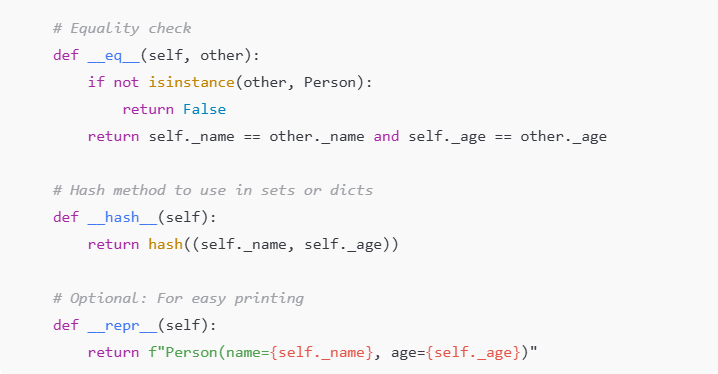 # Equality check
def __eq__(self, other):
if not isinstance(other, Person):
return False
return self._name == other._name and self._age == other._age
# Hash method to use in sets or dicts
def __hash__(self):
return hash((self._name, self._age))
# Optional: For easy printing
def __repr__(self):
return f"Person(name={self._name}, age={self._age})"